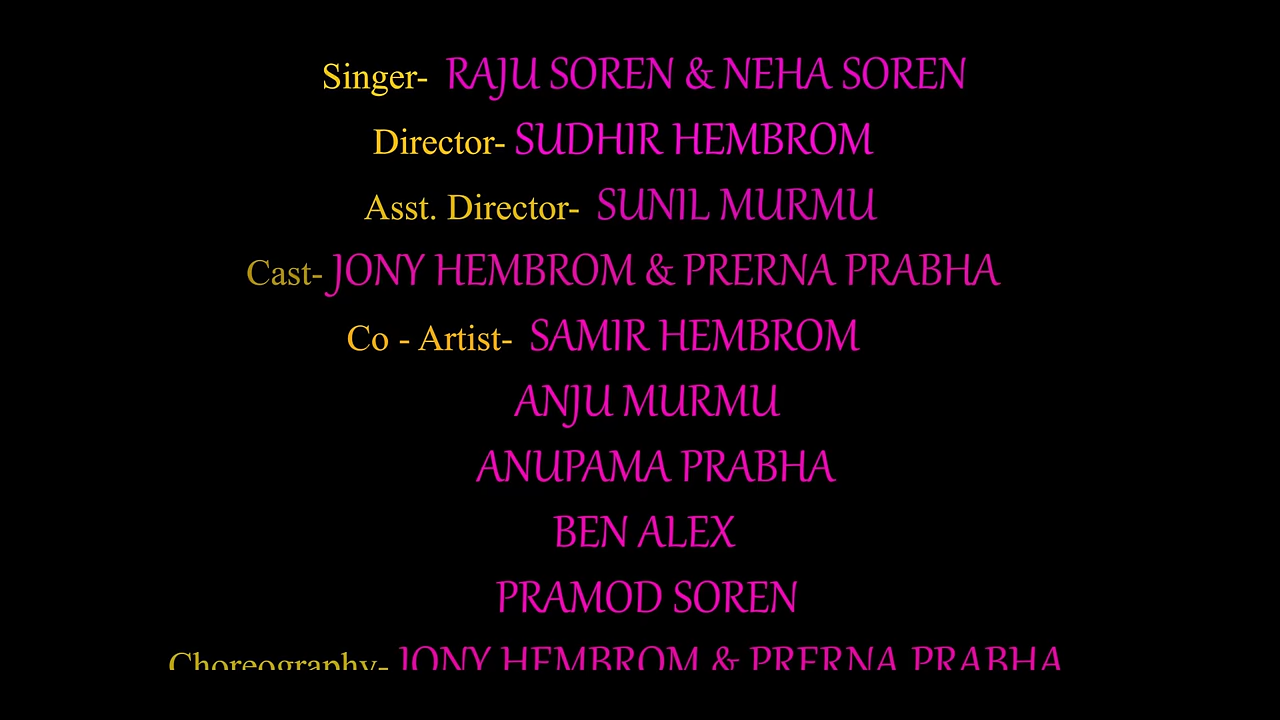 Singer- RAJU SOREN & NEHA SOREN
Director- SUDHIR HEMBROM
Asst. Director- SUNIL MURMU
Cast- JONY HEMBROM & PRERNA PRABHA
Co - Artist- SAMIR HEMBROM
ANJU MURMU
ANUPAMA PRABHA
BEN ALEX
PRAMOD SOREN
Choreography- JONY HEMBROM & PRERNA PRABHA